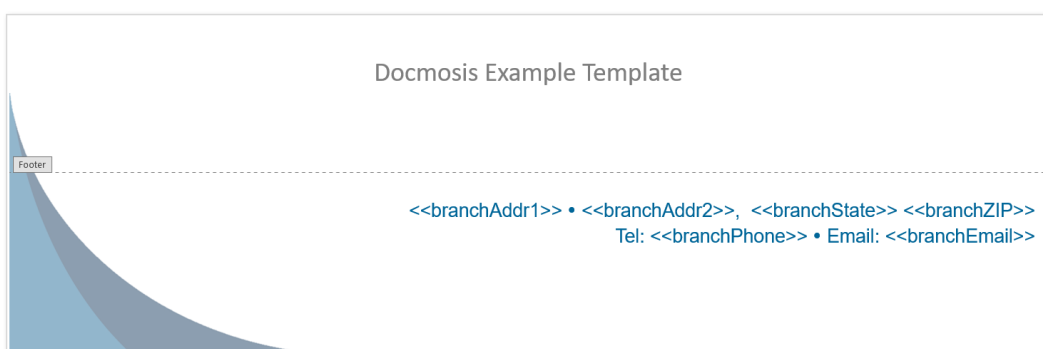 Docmosis Example Template
Footer
<<branchAddr1>> • <<branchAddr2>>, <<branchState>> <<branchZIP>>
Tel: <<branchPhone>> • Email: <<branchEmail>>